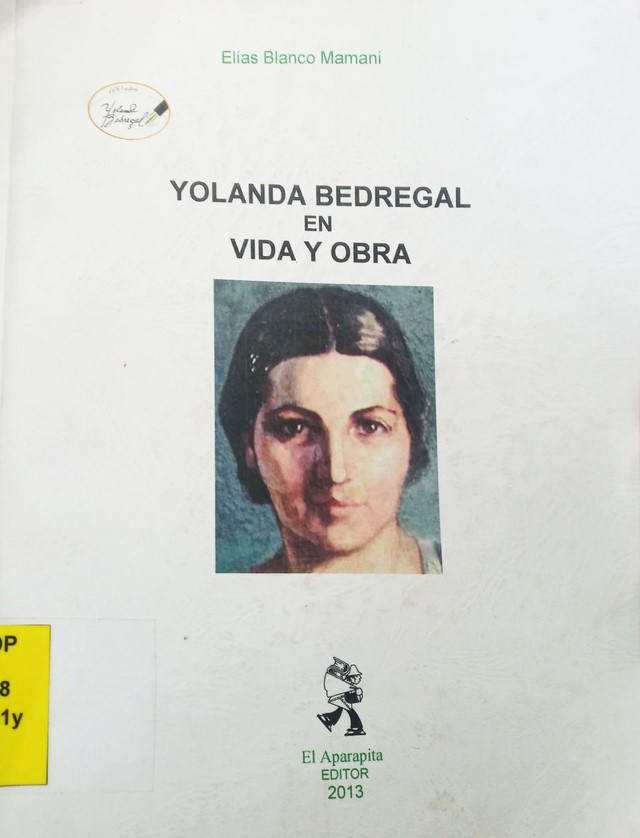 Elías Blanco Mamani
Yolanda
Bedregal
YOLANDA BEDREGAL
EN
VIDA Y OBRA
OP
8
1y
El Aparapita
EDITOR
2013